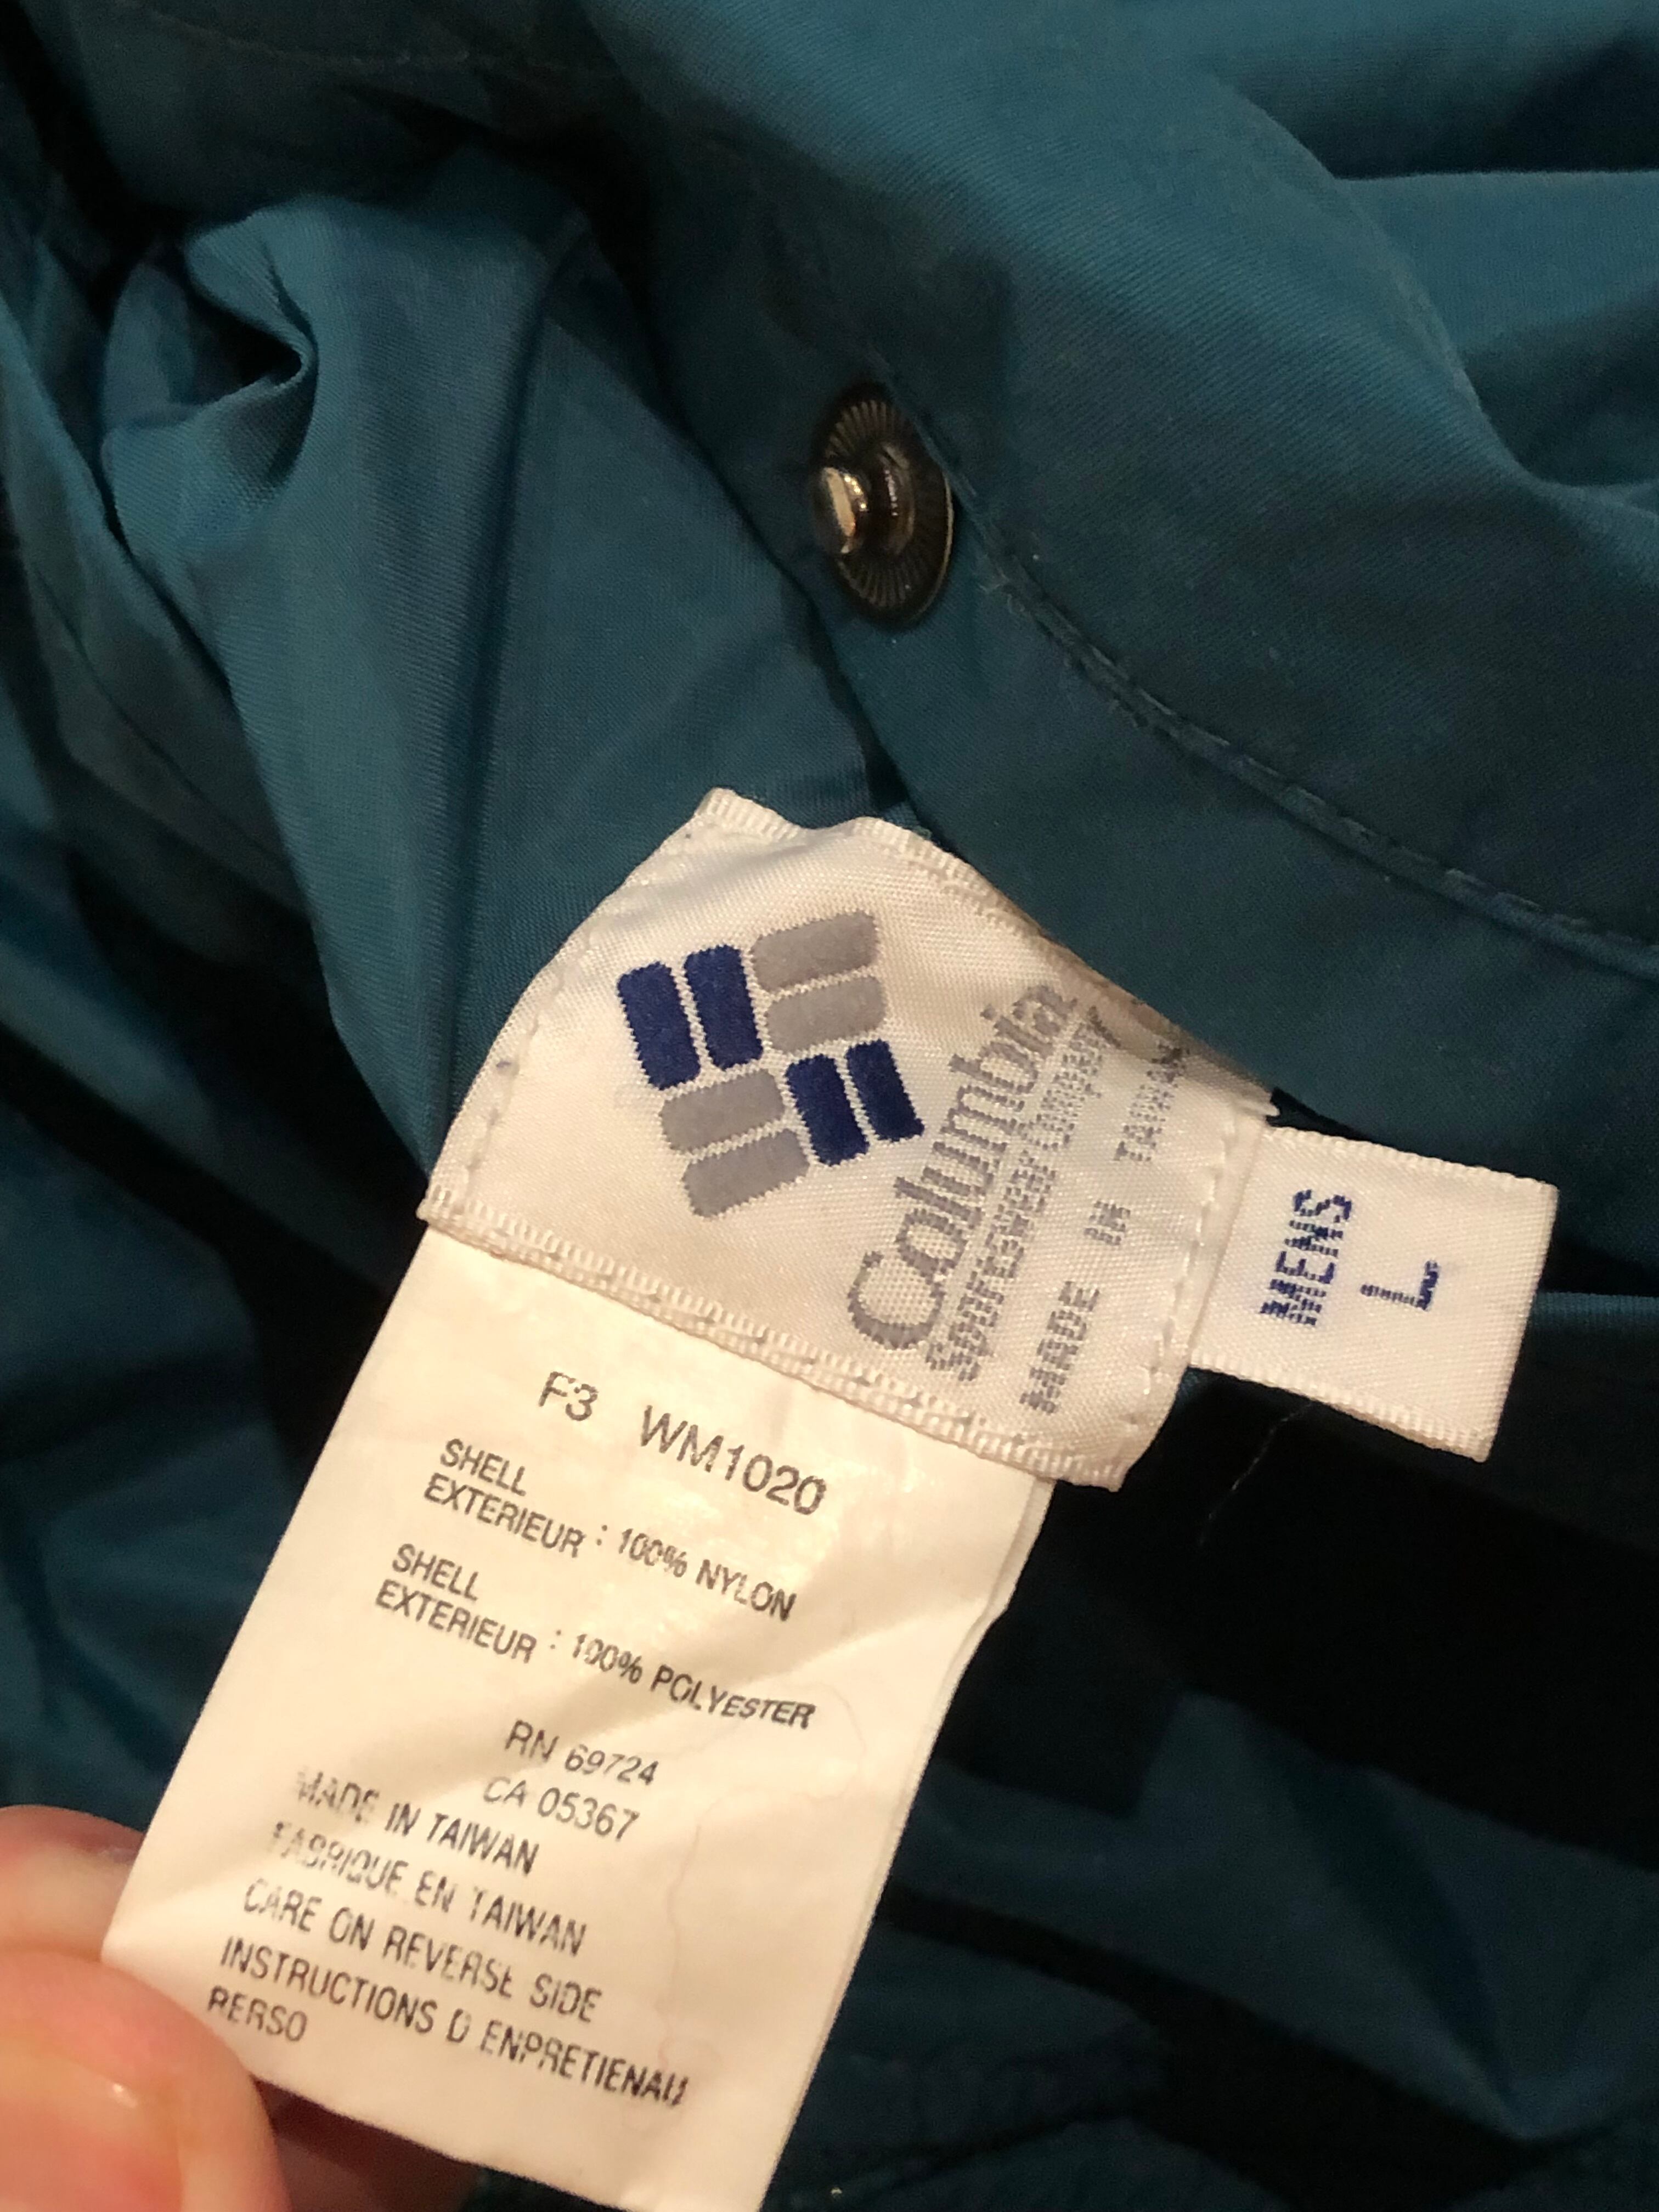 Columbia
Sportswear Company
MADE IN TAIWAN
MENS
L
F3 WM1020
SHELL
EXTERIEUR : 100% NYLON
SHELL
EXTERIEUR : 100% POLYESTER
RN 69724
CA 05367
MADE IN TAIWAN
FABRIQUE EN TAIWAN
CARE ON REVERSE SIDE
INSTRUCTIONS D ENPRETIENAU
RERSO